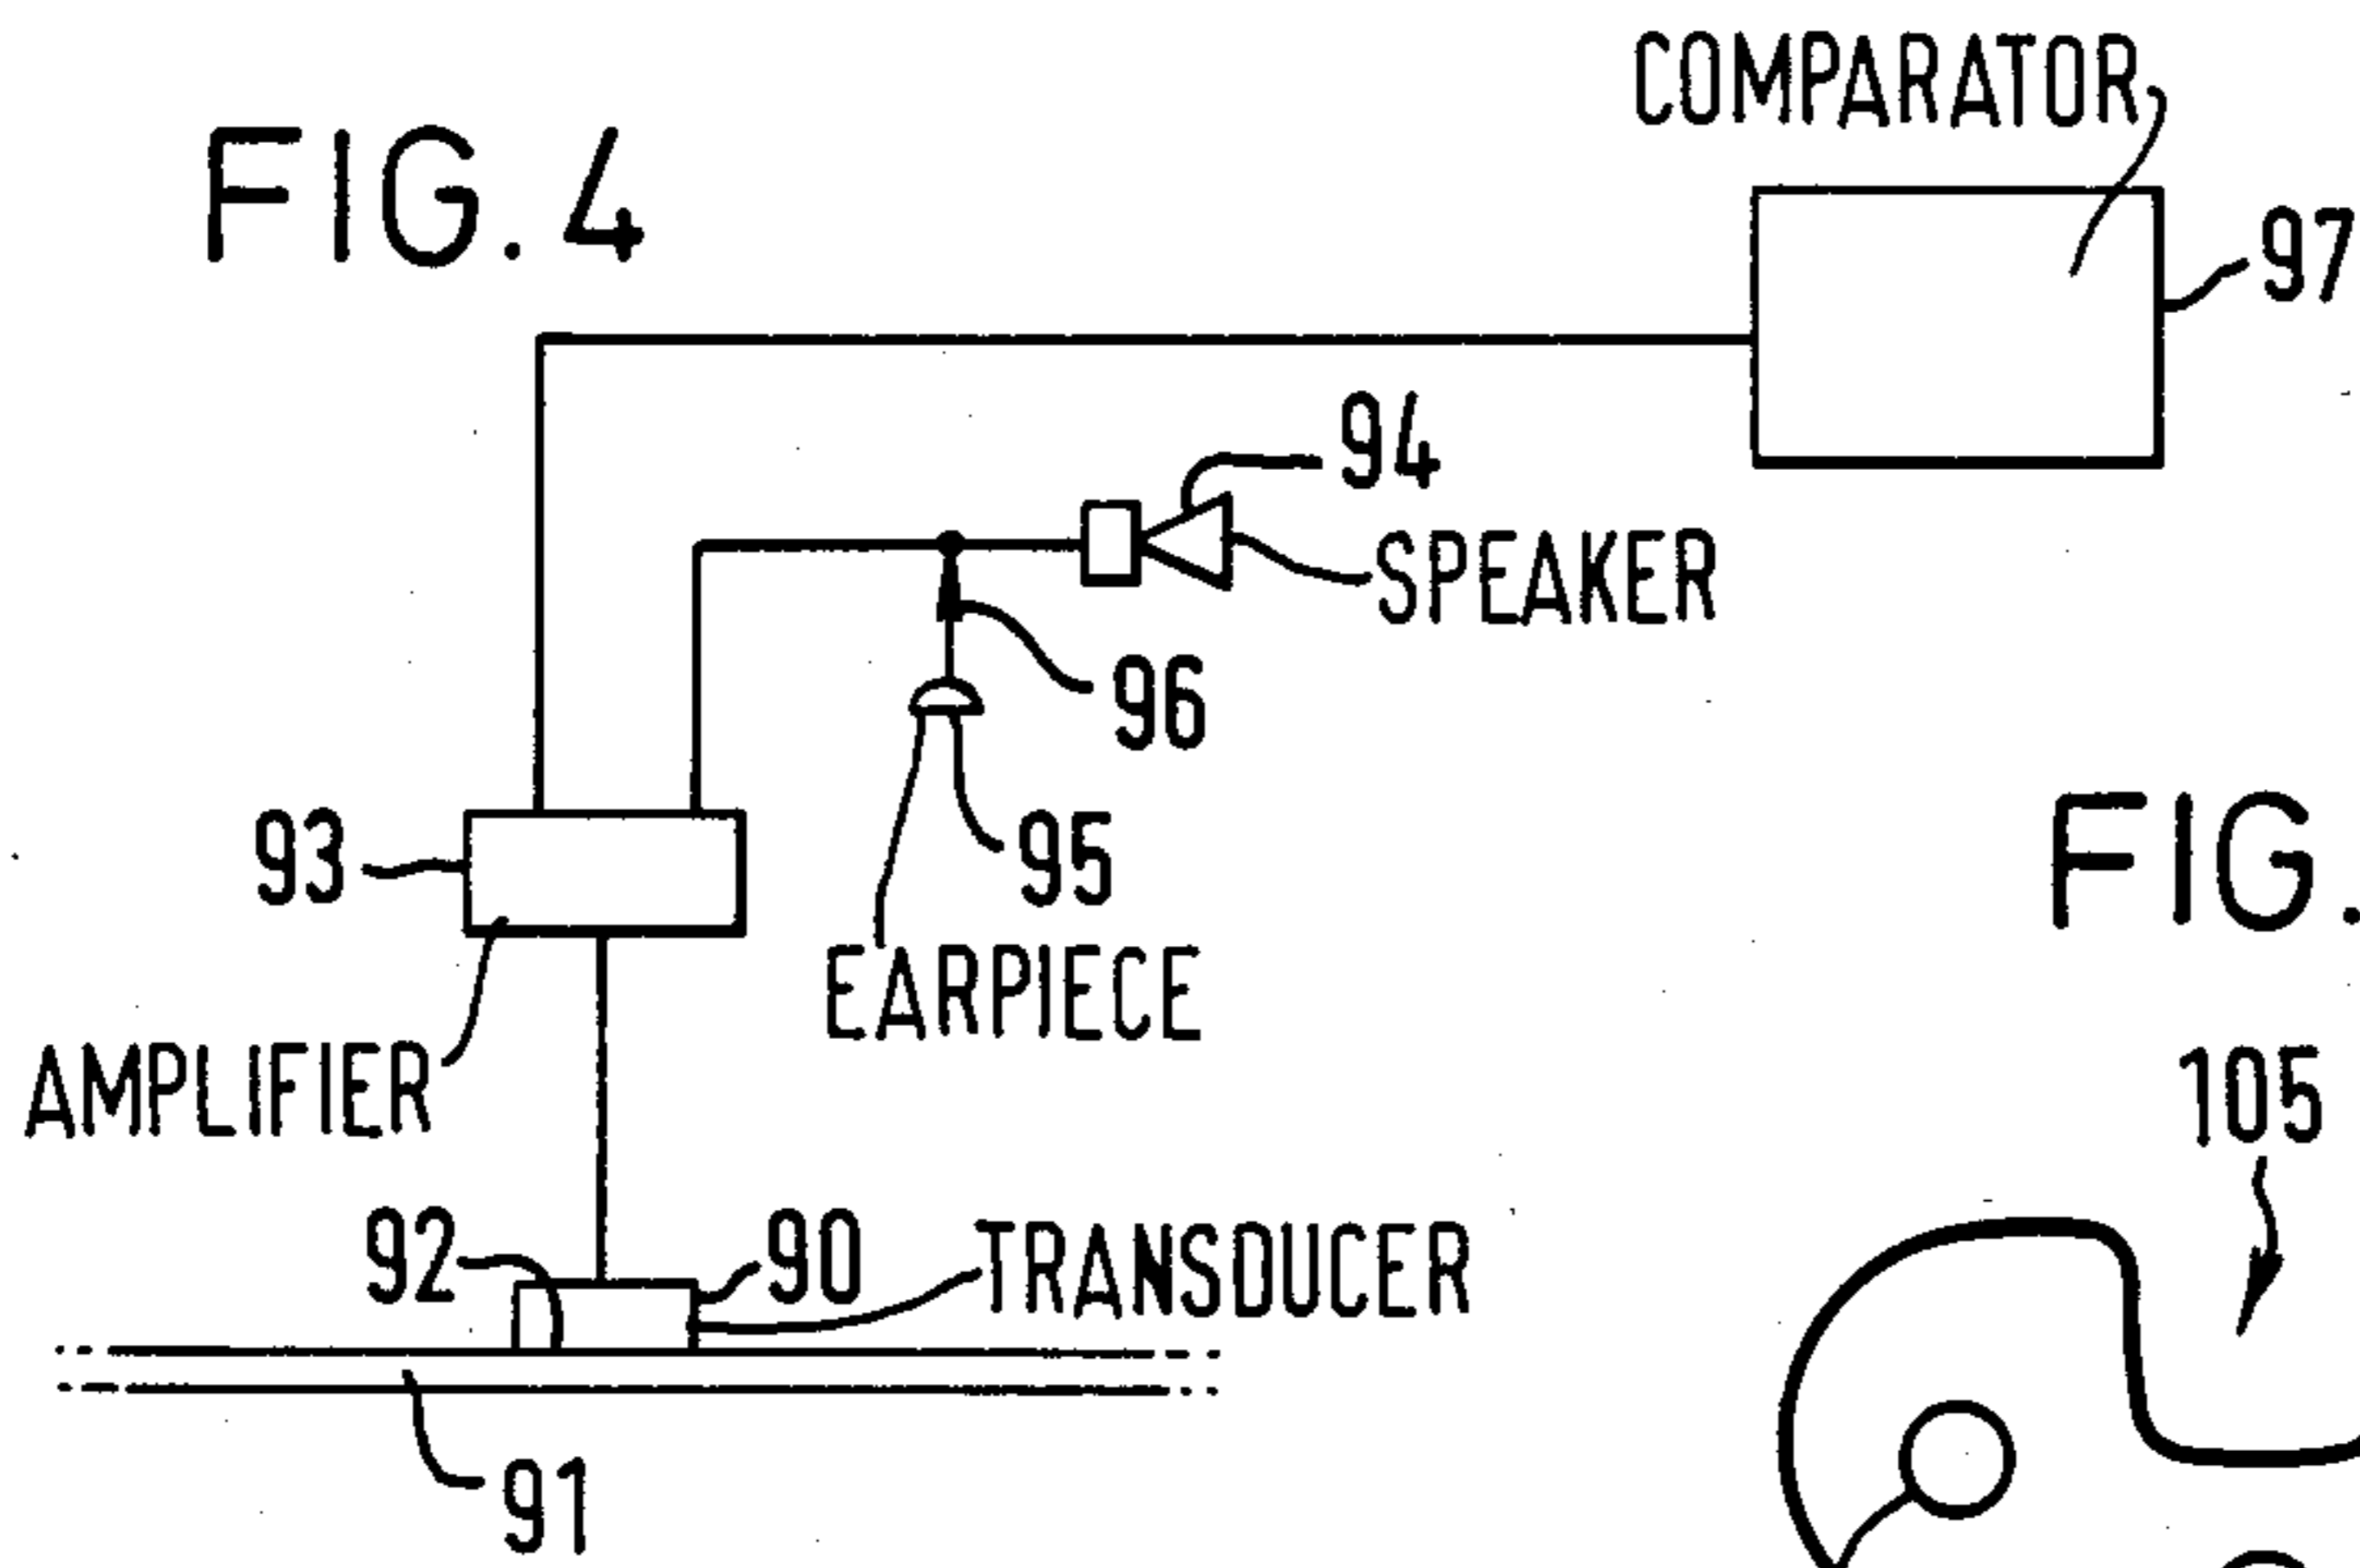 FIG. 4
COMPARATOR
97
94
SPEAKER
96
93
95
EARPIECE
AMPLIFIER
92
90
TRANSDUCER
91
FIG.
105